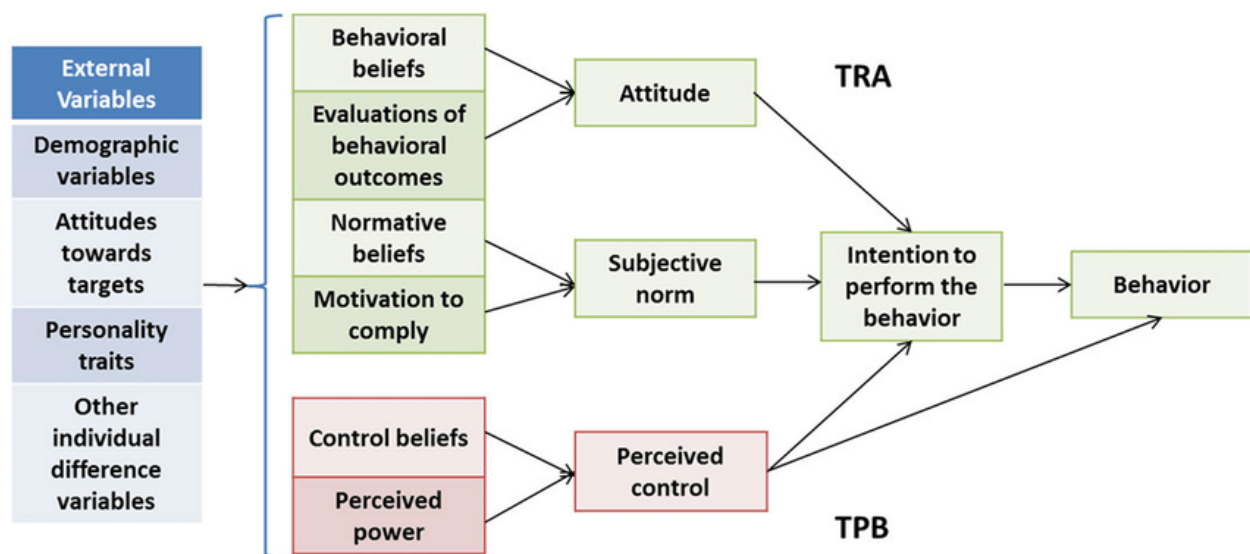 External
Variables
Demographic
variables
Attitudes
towards
targets
Personality
traits
Other
individual
difference
variables
Behavioral
beliefs
Evaluations of
behavioral
outcomes
Normative
beliefs
Motivation to
comply
Control beliefs
Perceived
power
Attitude
Subjective
norm
Perceived
control
TRA
Intention to
perform the
behavior
Behavior
TPB